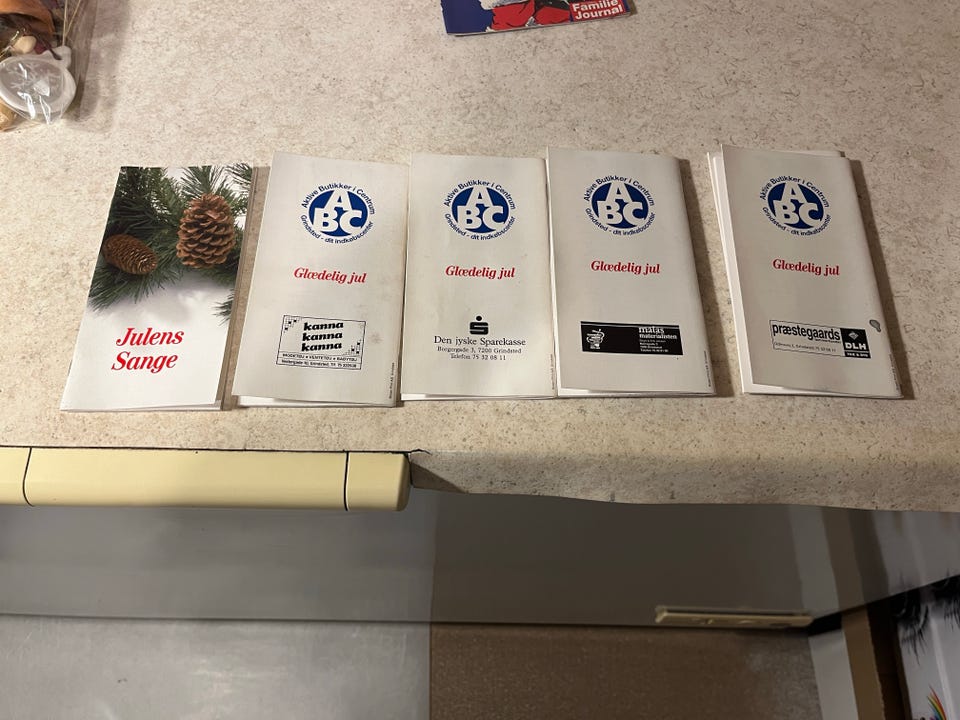 Familie
Journal
Julens
Sange
Aktive Butikker i Centrum
ABC
Grindsted - dit indkøbscenter
Glædelig jul
kanna
kanna
kanna
MODETØJ • VENTETØJ • BABYTØJ
Aktive Butikker i Centrum
ABC
Grindsted - dit indkøbscenter
Glædelig jul
Den jyske Sparekasse
Borgergade 3, 7200 Grindsted
Telefon 75 32 08 11
Aktive Butikker i Centrum
ABC
Grindsted - dit indkøbscenter
Glædelig jul
matas
materialisten
Aktive Butikker i Centrum
ABC
Grindsted - dit indkøbscenter
Glædelig jul
præstegaards
DLH